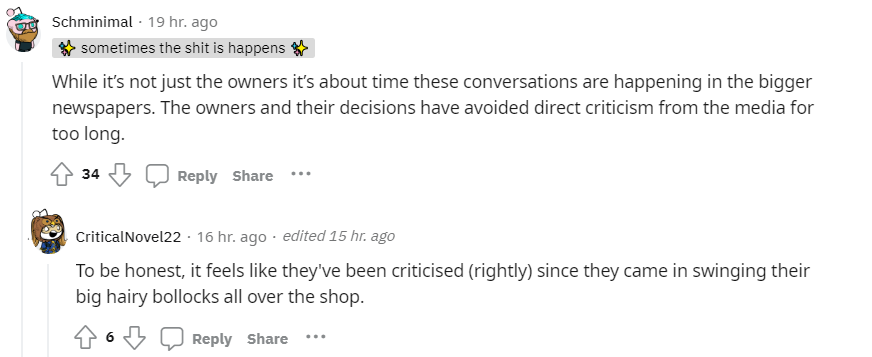 Schminimal · 19 hr. ago
✨ sometimes the shit is happens ✨
While it’s not just the owners it’s about time these conversations are happening in the bigger
newspapers. The owners and their decisions have avoided direct criticism from the media for
too long.
34 Reply Share ···
CriticalNovel22 · 16 hr. ago · edited 15 hr. ago
To be honest, it feels like they've been criticised (rightly) since they came in swinging their
big hairy bollocks all over the shop.
6 Reply Share ···